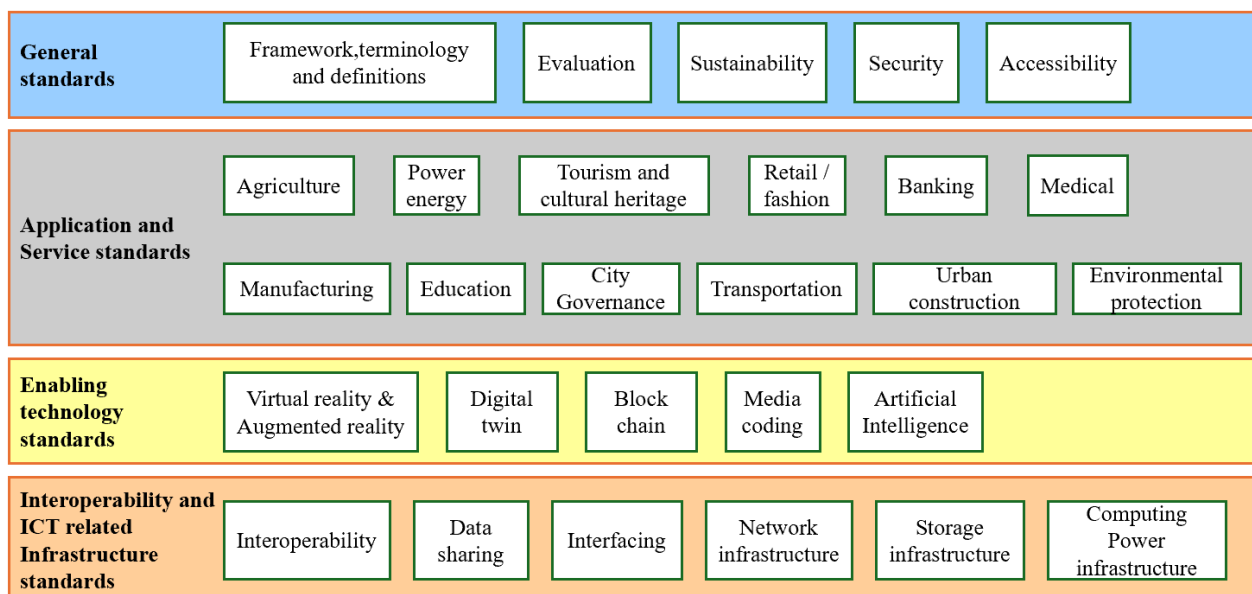 General
standards
Framework,terminology
and definitions
Evaluation
Sustainability
Security
Accessibility
Application and
Service standards
Agriculture
Power
energy
Tourism and
cultural heritage
Retail /
fashion
Banking
Medical
Manufacturing
Education
City
Governance
Transportation
Urban
construction
Environmental
protection
Enabling
technology
standards
Virtual reality &
Augmented reality
Digital
twin
Block
chain
Media
coding
Artificial
Intelligence
Interoperability and
ICT related
Infrastructure
standards
Interoperability
Data
sharing
Interfacing
Network
infrastructure
Storage
infrastructure
Computing
Power
infrastructure